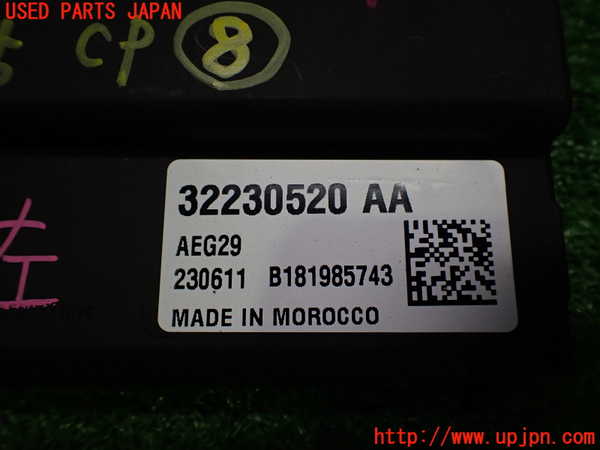 USED PARTS JAPAN
CP 8
32230520 AA
AEG29
230611 B181985743
MADE IN MOROCCO
左
http://www.upjpn.com/